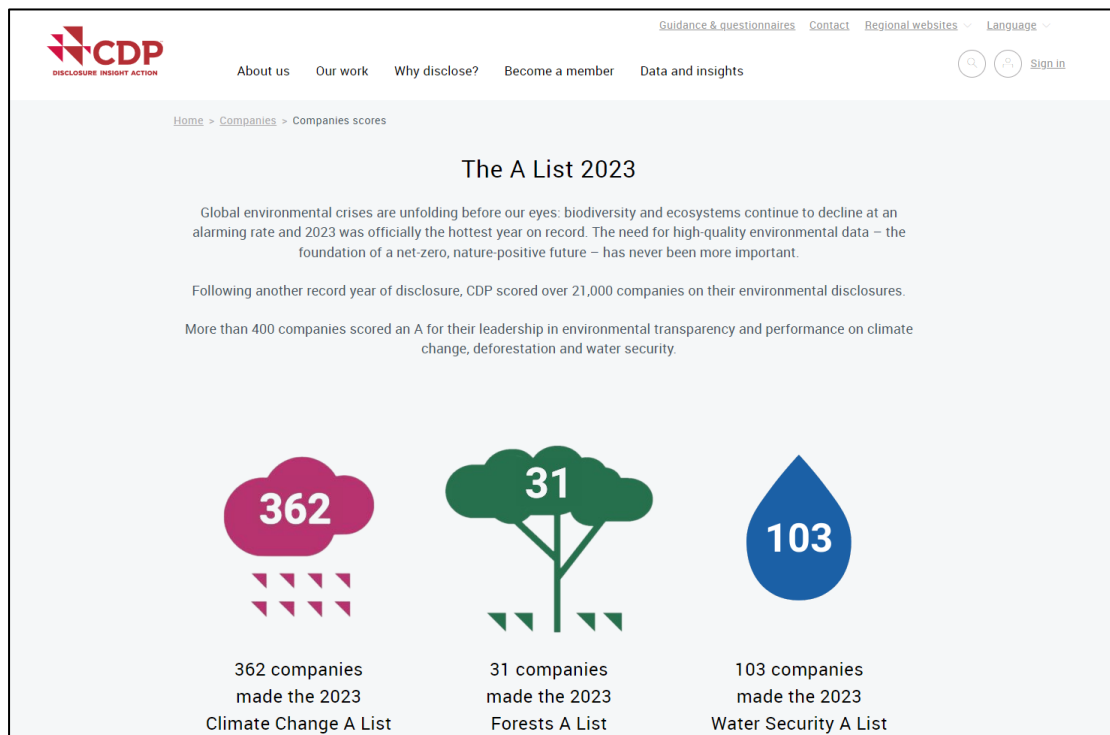 Guidance & questionnaires Contact Regional websites Language
CDP
DISCLOSURE INSIGHT ACTION
About us Our work Why disclose? Become a member Data and insights
Sign in
Home > Companies > Companies scores
The A List 2023
Global environmental crises are unfolding before our eyes: biodiversity and ecosystems continue to decline at an
alarming rate and 2023 was officially the hottest year on record. The need for high-quality environmental data – the
foundation of a net-zero, nature-positive future – has never been more important.
Following another record year of disclosure, CDP scored over 21,000 companies on their environmental disclosures.
More than 400 companies scored an A for their leadership in environmental transparency and performance on climate
change, deforestation and water security.
362
31
103
362 companies
made the 2023
Climate Change A List
31 companies
made the 2023
Forests A List
103 companies
made the 2023
Water Security A List